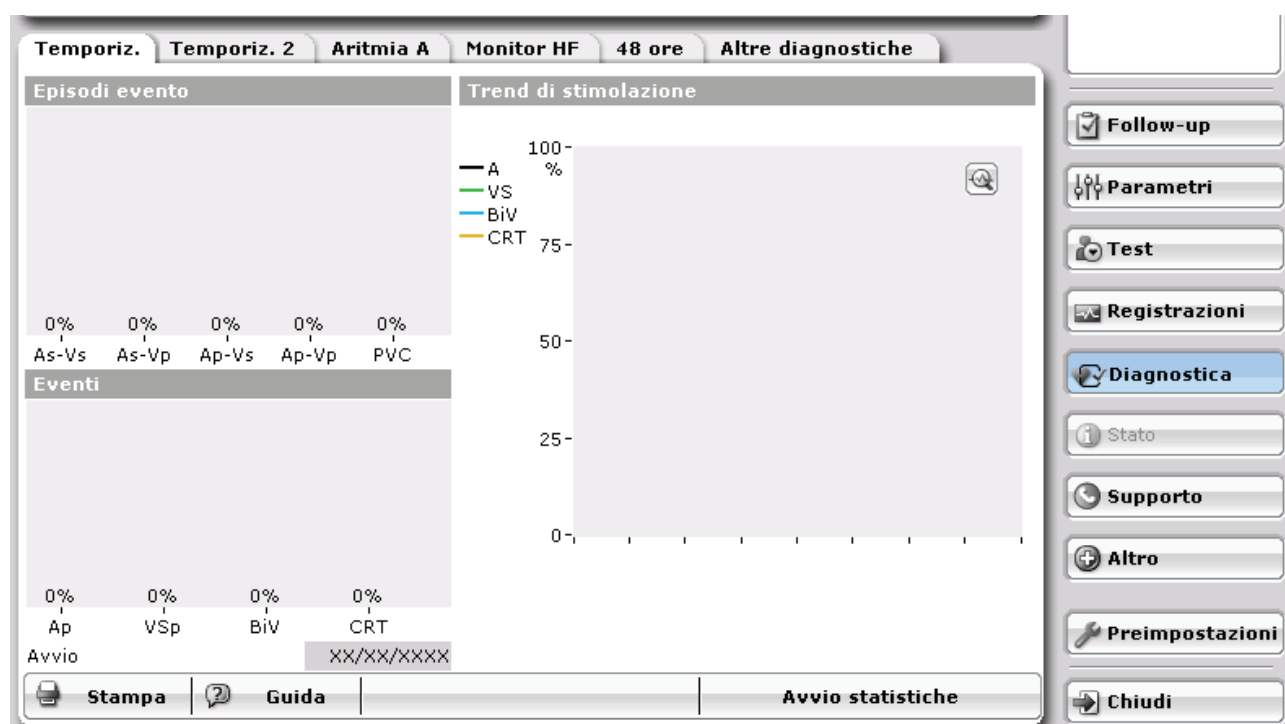 Temporiz. Temporiz. 2 Aritmia A Monitor HF 48 ore Altre diagnostiche
Episodi evento
0% 0% 0% 0% 0%
As-Vs As-Vp Ap-Vs Ap-Vp PVC
Eventi
0% 0% 0% 0%
Ap VSp BiV CRT
Avvio XX/XX/XXXX
Trend di stimolazione
100
%
A
VS
BiV
CRT
75
50
25
0
Stampa Guida Avvio statistiche
Follow-up
Parametri
Test
Registrazioni
Diagnostica
Stato
Supporto
Altro
Preimpostazioni
Chiudi